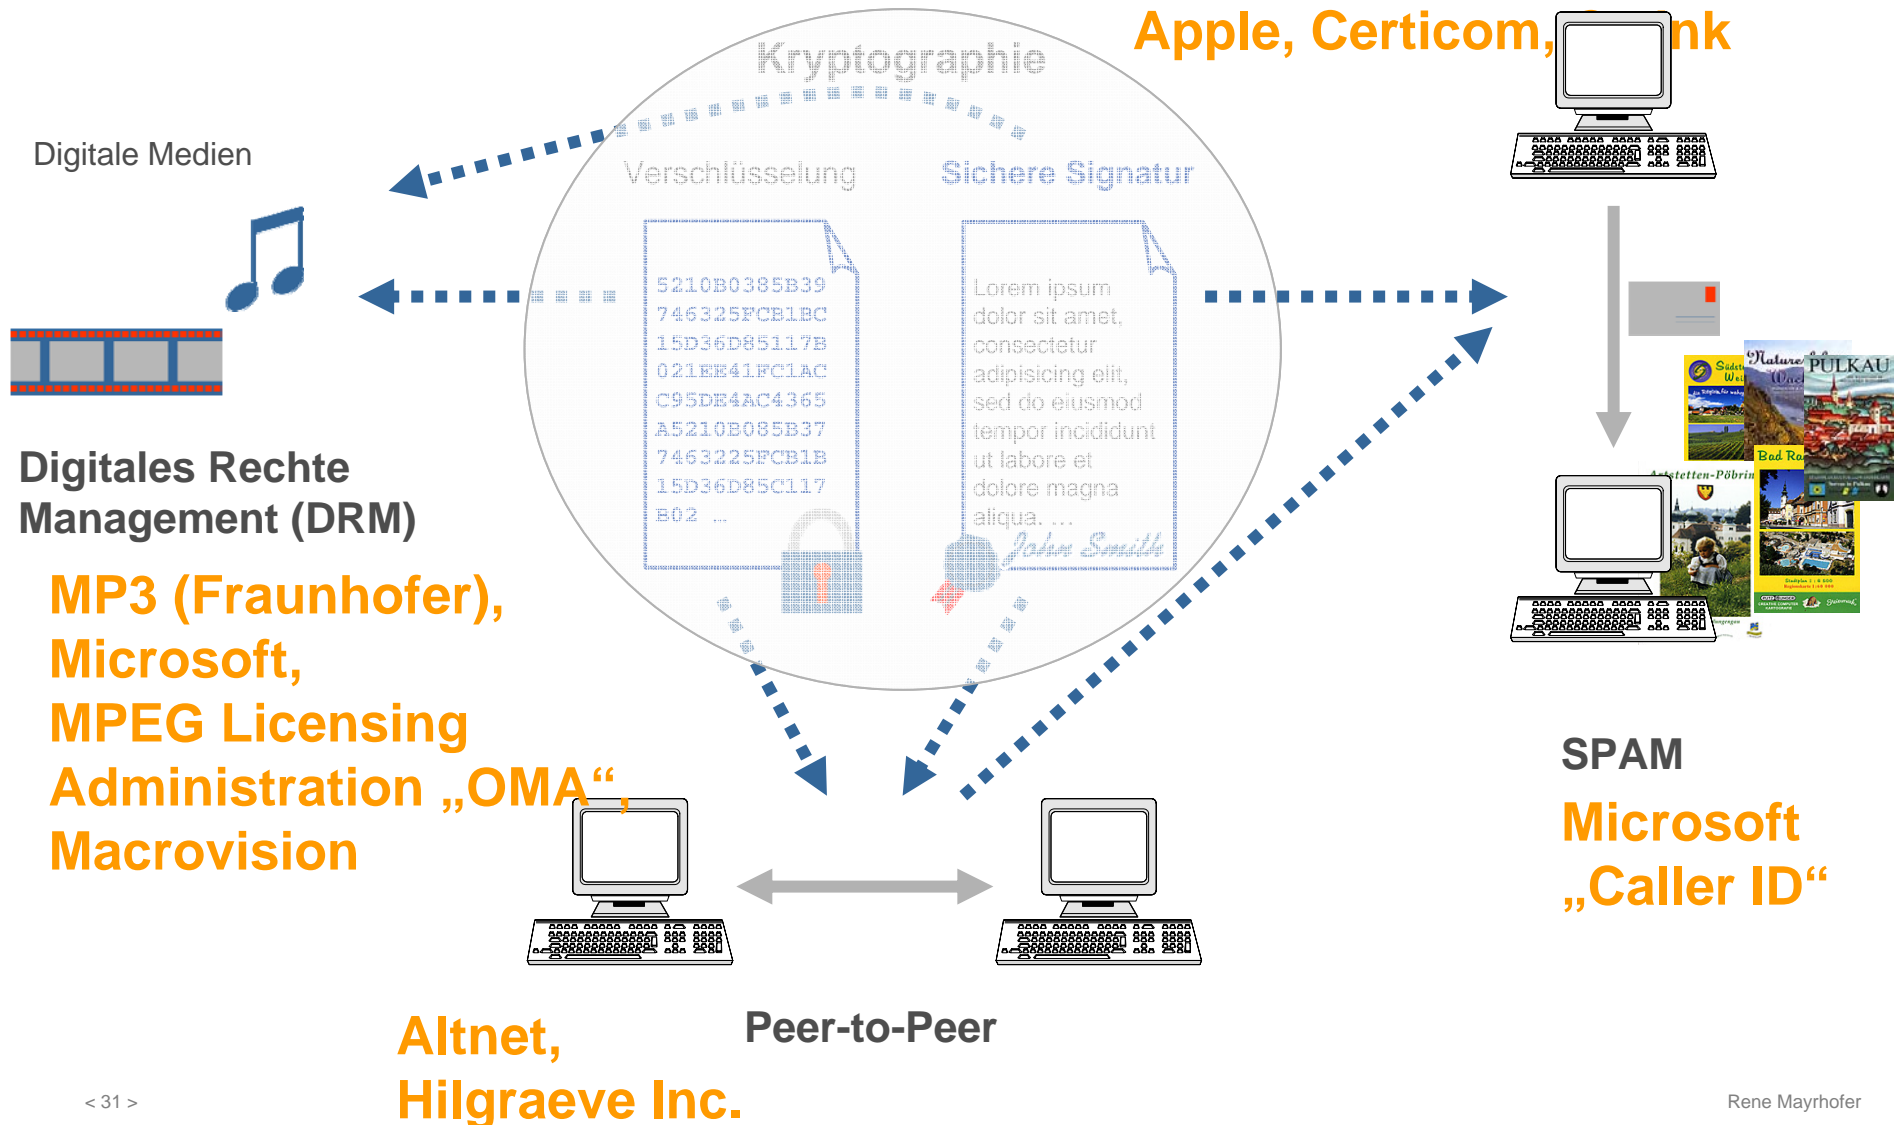 Apple, Certicom,
Kryptographie
Digitale Medien
Verschlüsselung
Sichere Signatur
5210B0385B39
746325FCB1BC
15D36D85117B
021EE41FC1AC
C95DE4AC4365
A5210B085B37
7463225FCB1B
15D36D85C117
B02 ...
Lorem ipsum
dolor sit amet,
consectetur
adipisicing elit,
sed do eiusmod
tempor incididunt
ut labore et
dolore magna
aliqua. ...
John Smith
PULKAU
Digitales Rechte
Management (DRM)
MP3 (Fraunhofer),
Microsoft,
MPEG Licensing
Administration „OMA“,
Macrovision
SPAM
Microsoft
„Caller ID“
Peer-to-Peer
Altnet,
Hilgraeve Inc.
< 31 >
Rene Mayrhofer